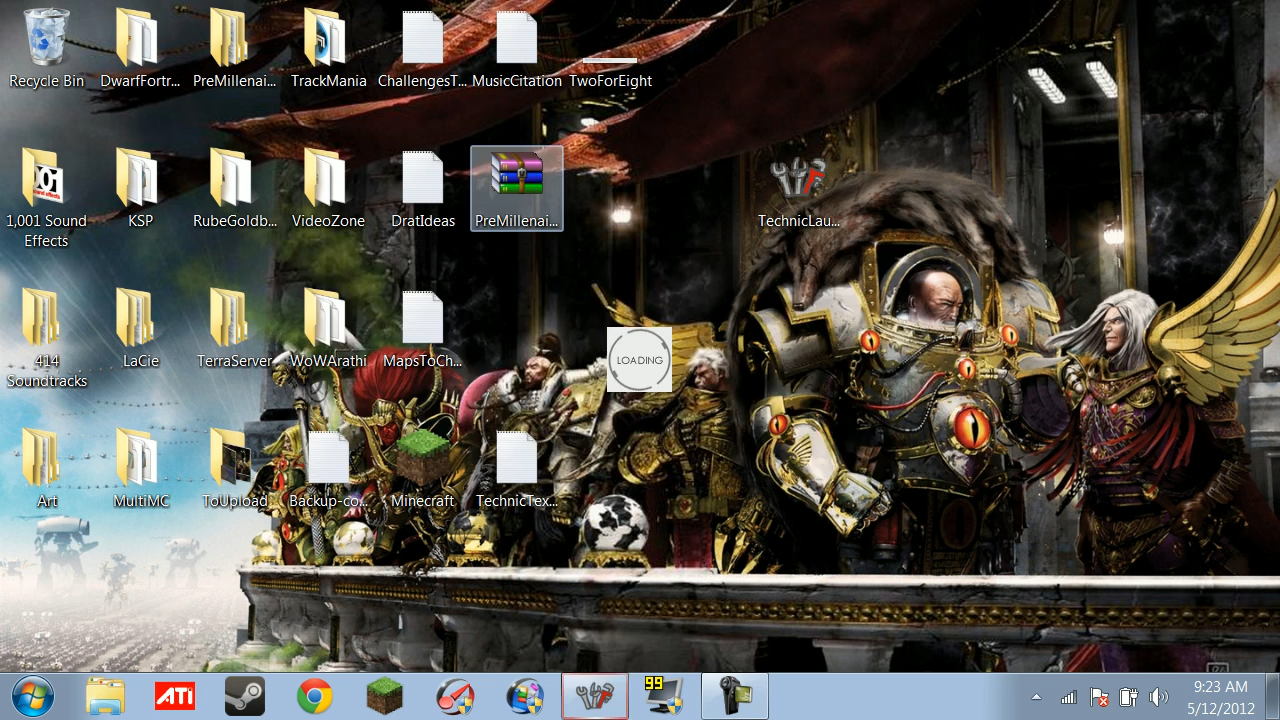 Recycle Bin
DwarfFortr...
PreMillenai...
TrackMania
ChallengesT...
MusicCitation
TwoForEight
1,001 Sound
Effects
KSP
RubeGoldb...
VideoZone
DratIdeas
PreMillenai...
TechnicLau...
414
Soundtracks
LaCie
TerraServer
WoWArathi
MapsToCh...
LOADING
Art
MultiMC
ToUpload
Backup-co...
Minecraft
TechnicTex...
ATI
99
9:23 AM
5/12/2012